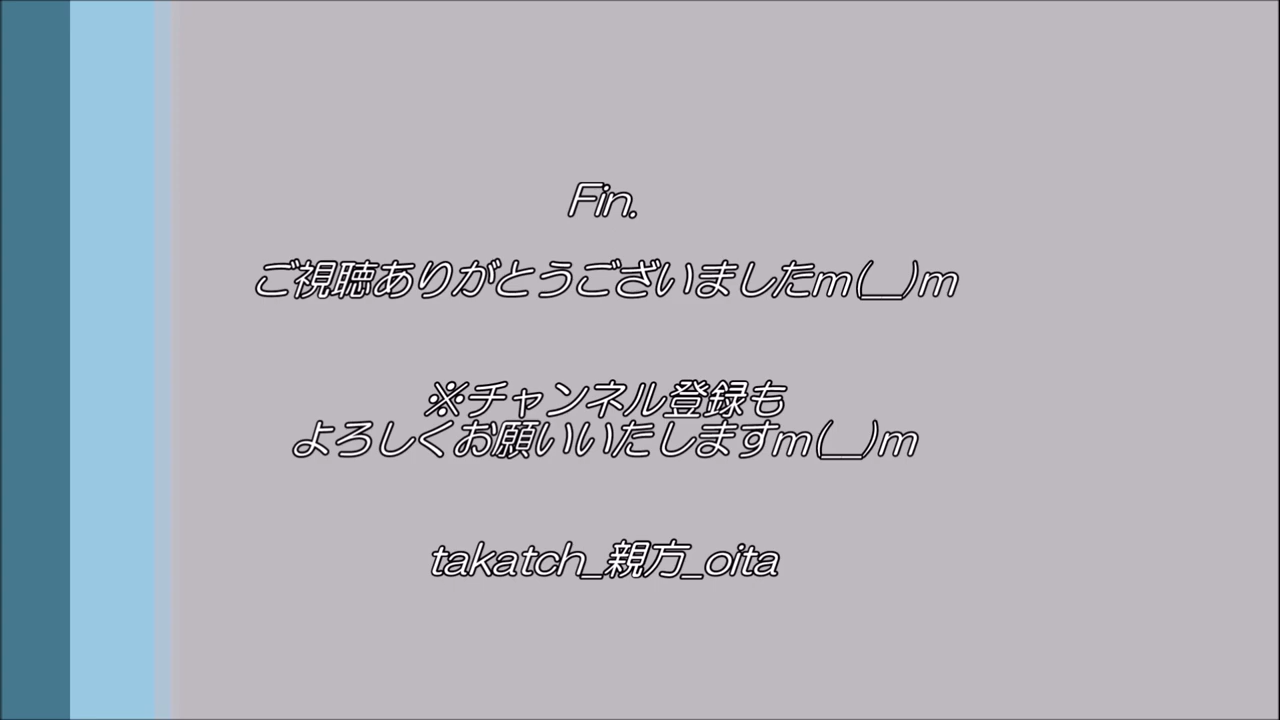 Fin.
ご視聴ありがとうございましたm(__)m
※チャンネル登録も
よろしくお願いいたしますm(__)m
takatch_親方_oita